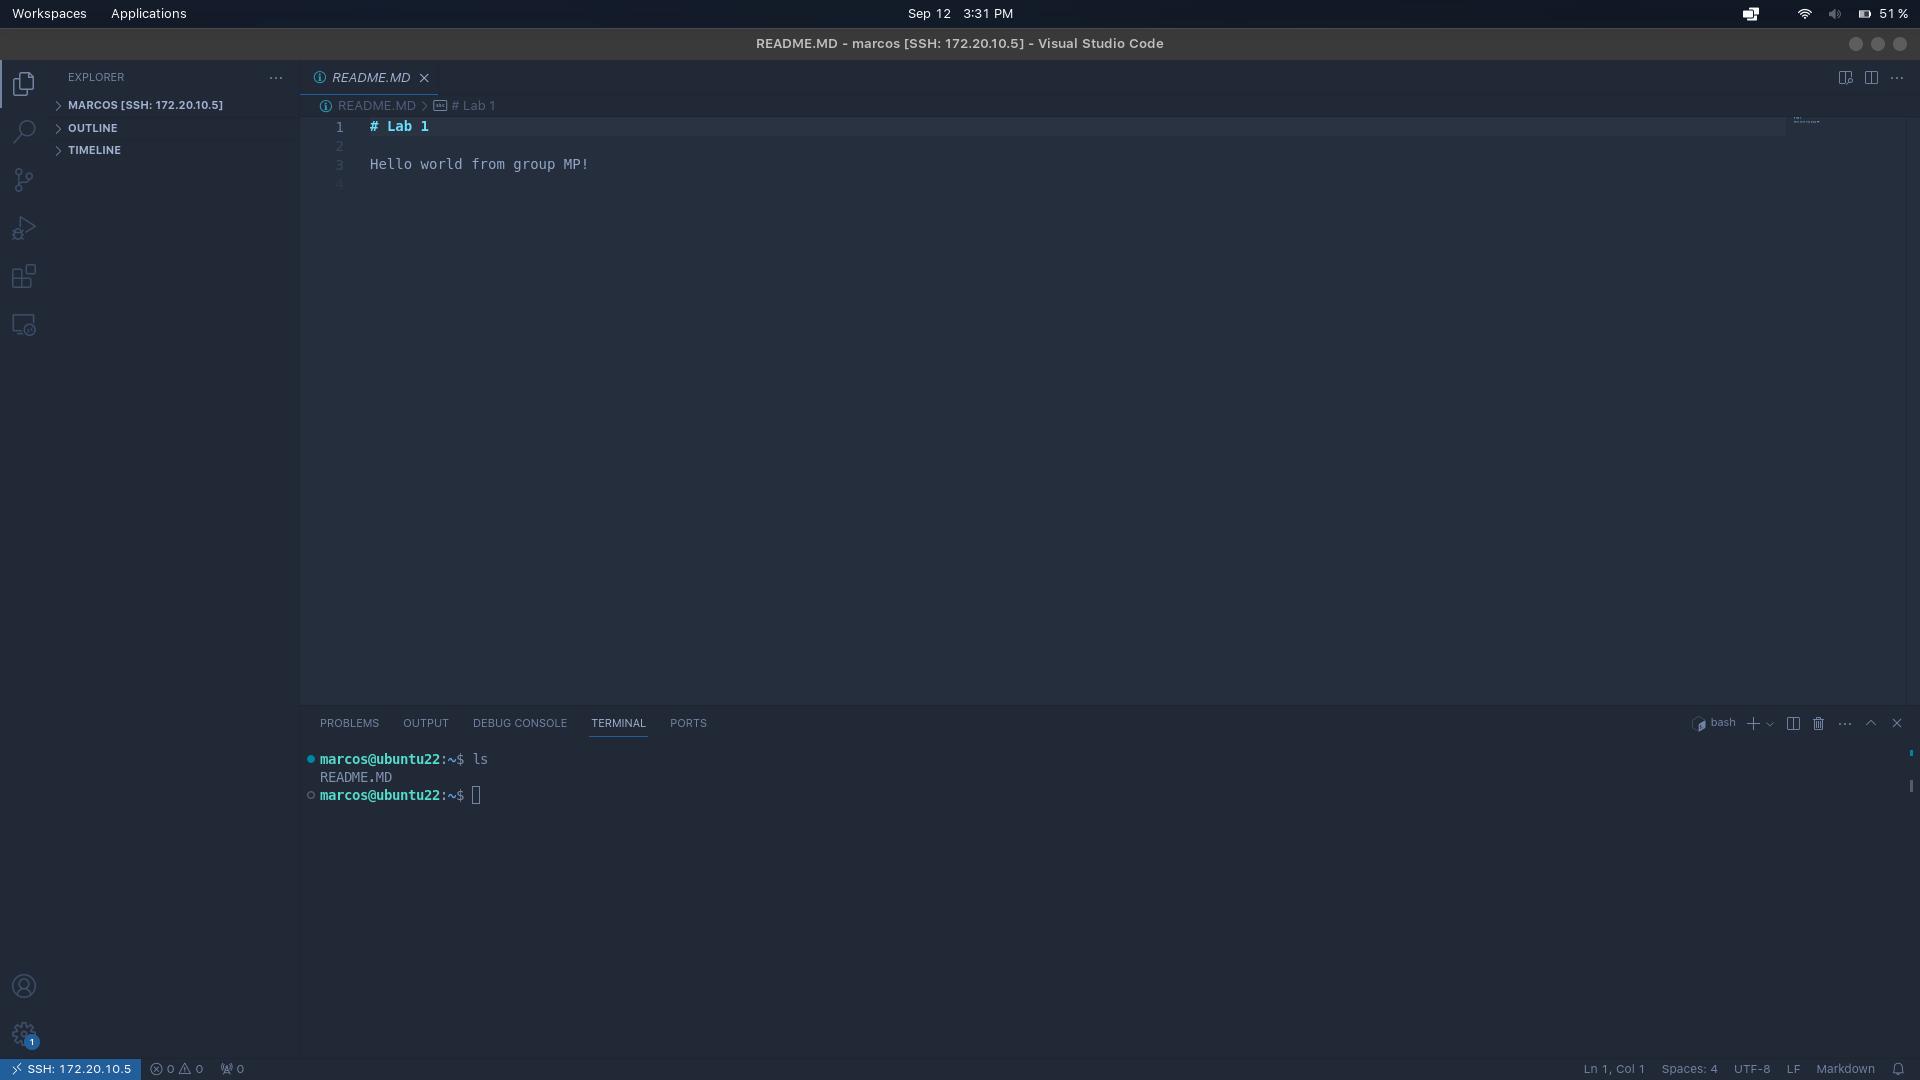 Workspaces Applications Sep 12 3:31 PM 51 %
README.MD - marcos [SSH: 172.20.10.5] - Visual Studio Code
EXPLORER
MARCOS [SSH: 172.20.10.5]
OUTLINE
TIMELINE
README.MD
README.MD > # Lab 1
1 # Lab 1
2
3 Hello world from group MP!
4
PROBLEMS OUTPUT DEBUG CONSOLE TERMINAL PORTS bash
marcos@ubuntu22:~$ ls
README.MD
marcos@ubuntu22:~$
1
SSH: 172.20.10.5 0 0 0 Ln 1, Col 1 Spaces: 4 UTF-8 LF Markdown